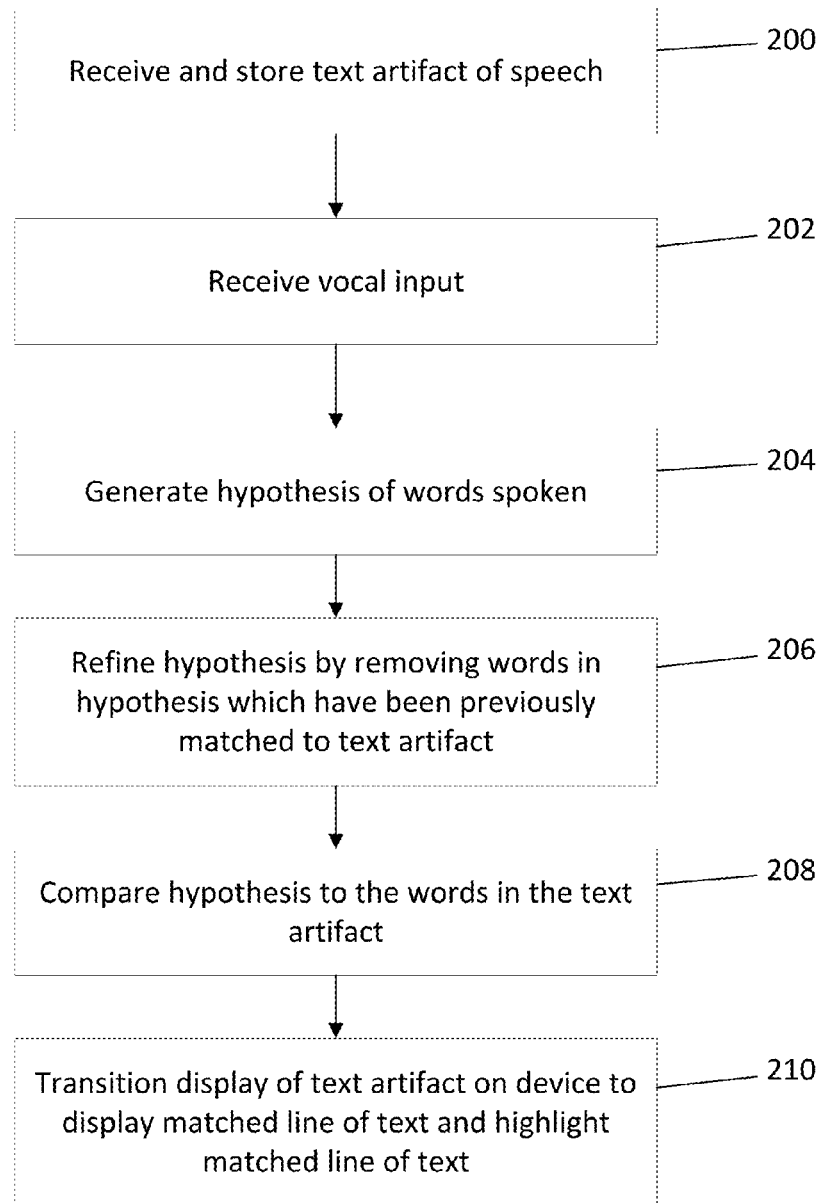 200
Receive and store text artifact of speech
202
Receive vocal input
204
Generate hypothesis of words spoken
206
Refine hypothesis by removing words in
hypothesis which have been previously
matched to text artifact
208
Compare hypothesis to the words in the text
artifact
210
Transition display of text artifact on device to
display matched line of text and highlight
matched line of text